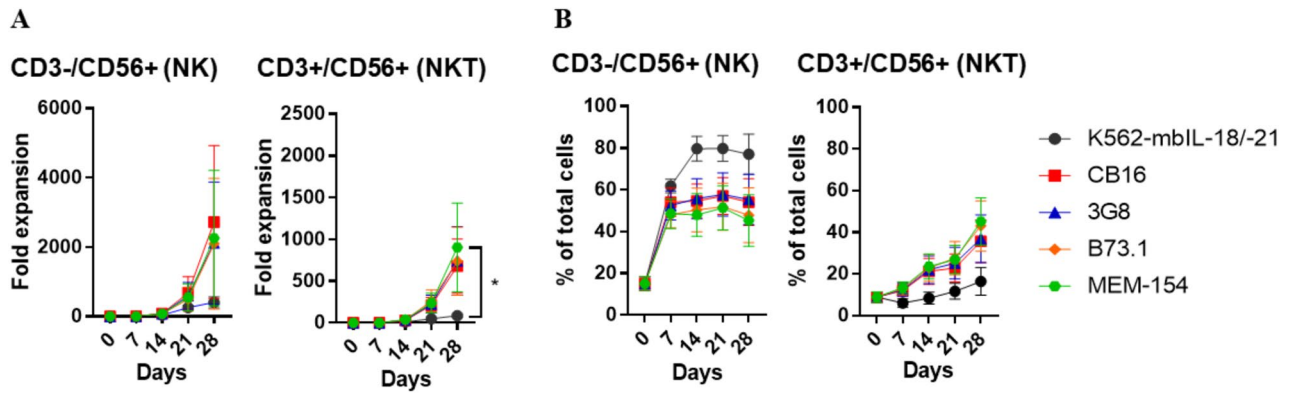 A
B
CD3-/CD56+ (NK)
CD3+/CD56+ (NKT)
CD3-/CD56+ (NK)
CD3+/CD56+ (NKT)
Fold expansion
6000
4000
2000
0
0 7 14 21 28
Days
Fold expansion
2500
2000
1500
1000
500
0
*
0 7 14 21 28
Days
% of total cells
100
80
60
40
20
0
0 7 14 21 28
Days
% of total cells
100
80
60
40
20
0
0 7 14 21 28
Days
K562-mbIL-18/-21
CB16
3G8
B73.1
MEM-154